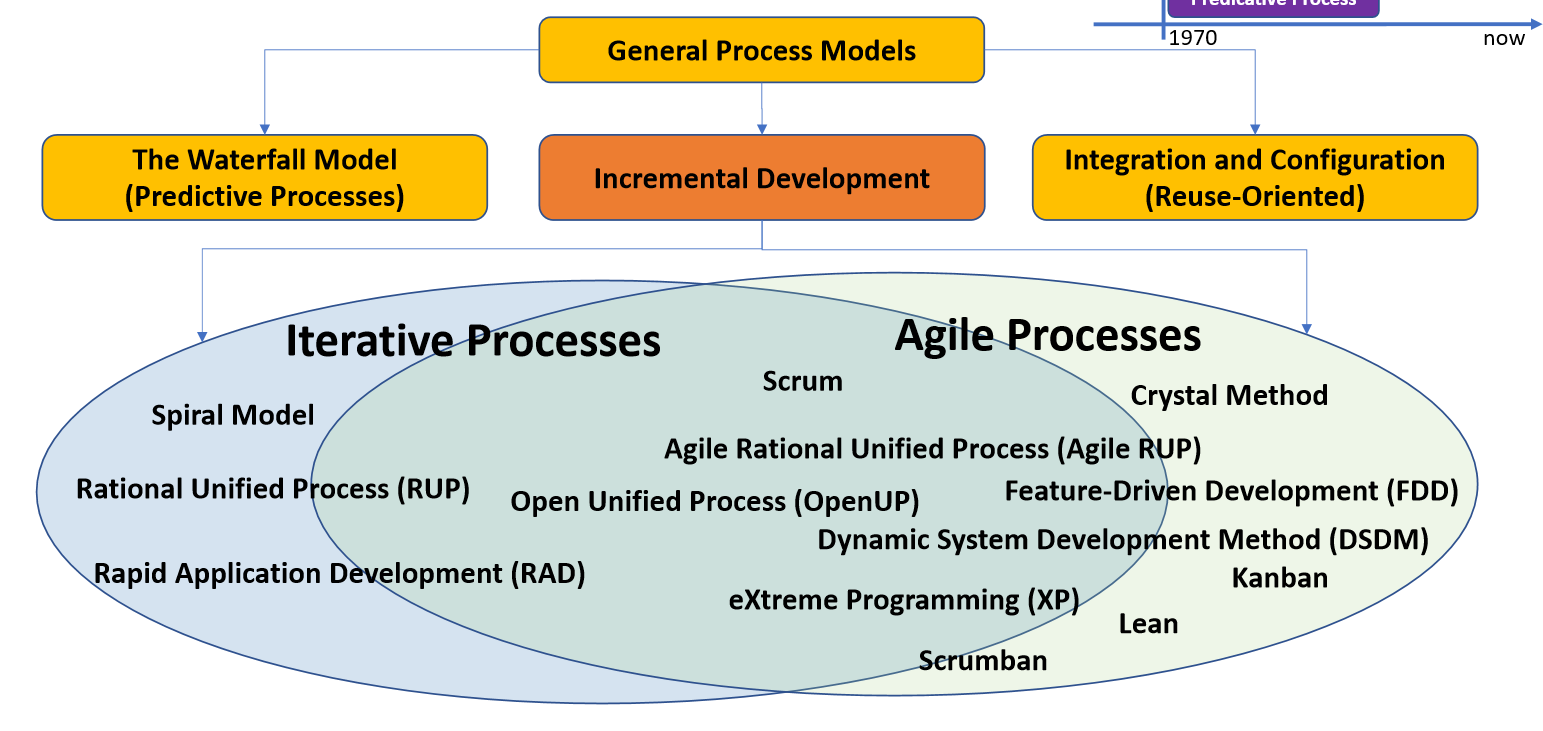 Predicative Process
1970
now
General Process Models
The Waterfall Model
(Predictive Processes)
Incremental Development
Integration and Configuration
(Reuse-Oriented)
Iterative Processes
Agile Processes
Scrum
Crystal Method
Spiral Model
Agile Rational Unified Process (Agile RUP)
Rational Unified Process (RUP)
Open Unified Process (OpenUP)
Feature-Driven Development (FDD)
Dynamic System Development Method (DSDM)
Rapid Application Development (RAD)
Kanban
eXtreme Programming (XP)
Lean
Scrumban